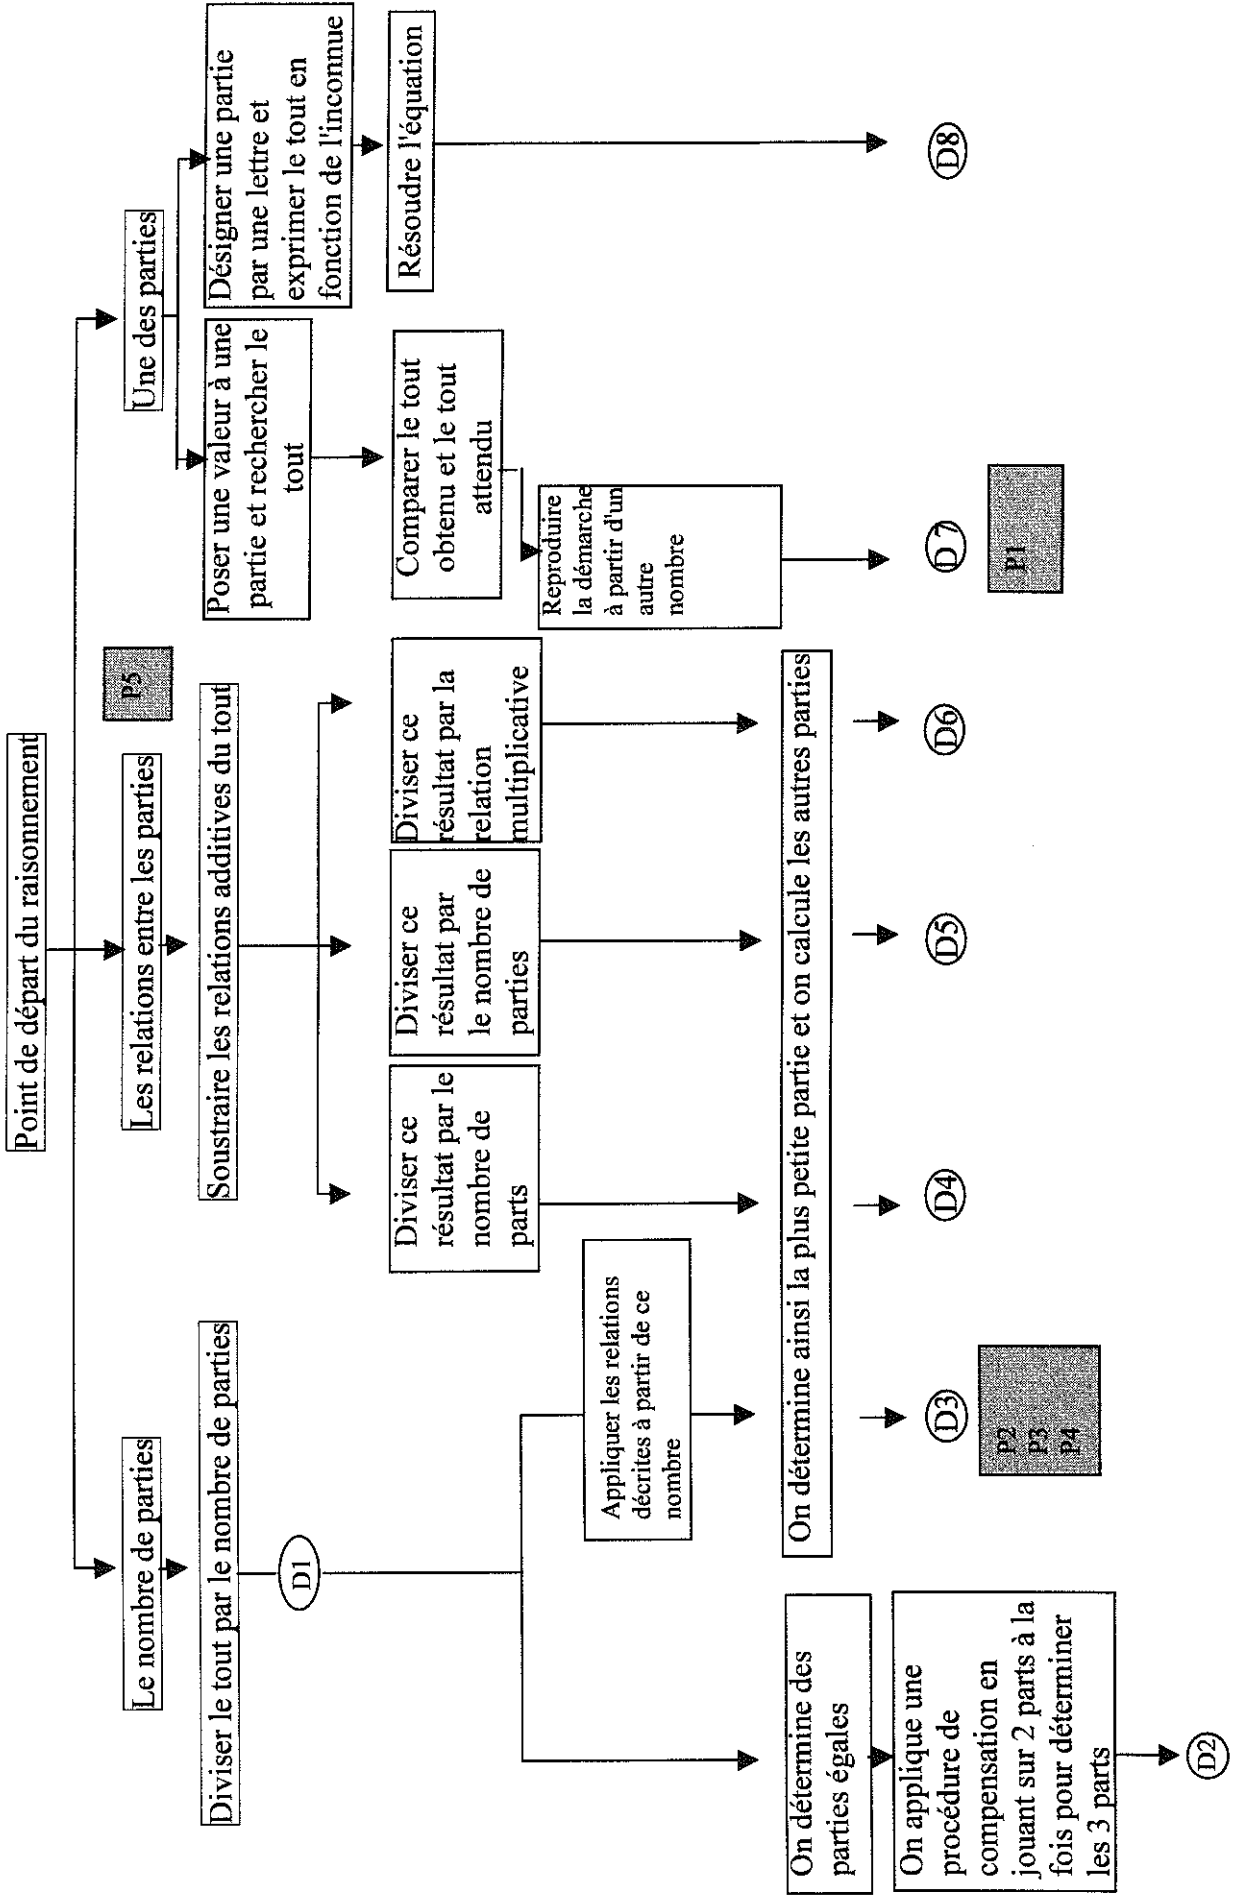 Point de départ du raisonnement
Le nombre de parties
Diviser le tout par le nombre de parties
D1
On détermine des
parties égales
On applique une
procédure de
compensation en
jouant sur 2 parts à la
fois pour déterminer
les 3 parts
D2
Appliquer les relations
décrites à partir de ce
nombre
Les relations entre les parties
P5
Soustraire les relations additives du tout
Diviser ce
résultat par le
nombre de
parts
Diviser ce
résultat par
le nombre de
parties
Diviser ce
résultat par la
relation
multiplicative
On détermine ainsi la plus petite partie et on calcule les autres parties
D3
P2
P3
P4
D4
D5
D6
Une des parties
Poser une valeur à une
partie et rechercher le
tout
Comparer le tout
obtenu et le tout
attendu
Reproduire
la démarche
à partir d'un
autre
nombre
D 7
P1
Désigner une partie
par une lettre et
exprimer le tout en
fonction de l'inconnue
Résoudre l'équation
D8